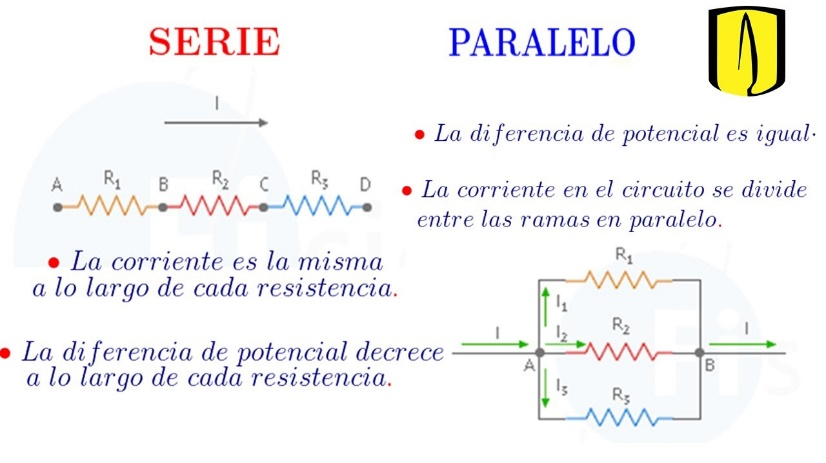 SERIE
I
A R₁ B R₂ C R₃ D
● La corriente es la misma
a lo largo de cada resistencia.
● La diferencia de potencial decrece
a lo largo de cada resistencia.
PARALELO
● La diferencia de potencial es igual.
● La corriente en el circuito se divide
entre las ramas en paralelo.
R₁
I₁
I I₂ R₂ I
A B
I₃ R₃